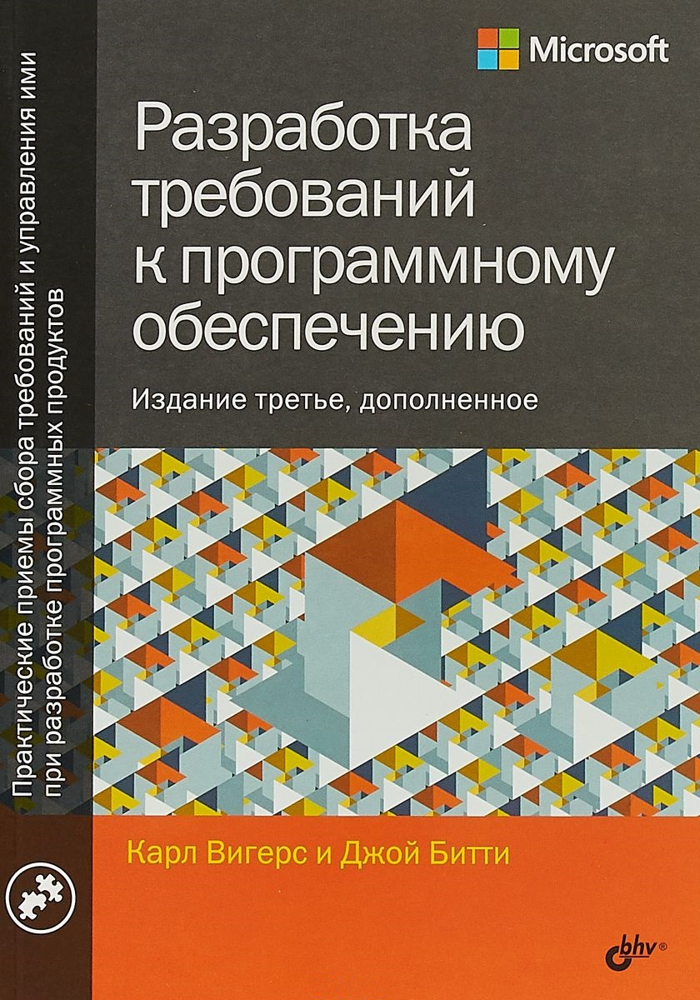 Microsoft
Разработка
требований
к программному
обеспечению
Издание третье, дополненное
Практические приемы сбора требований и управления ими
при разработке программных продуктов
Карл Вигерс и Джой Битти
bhv®